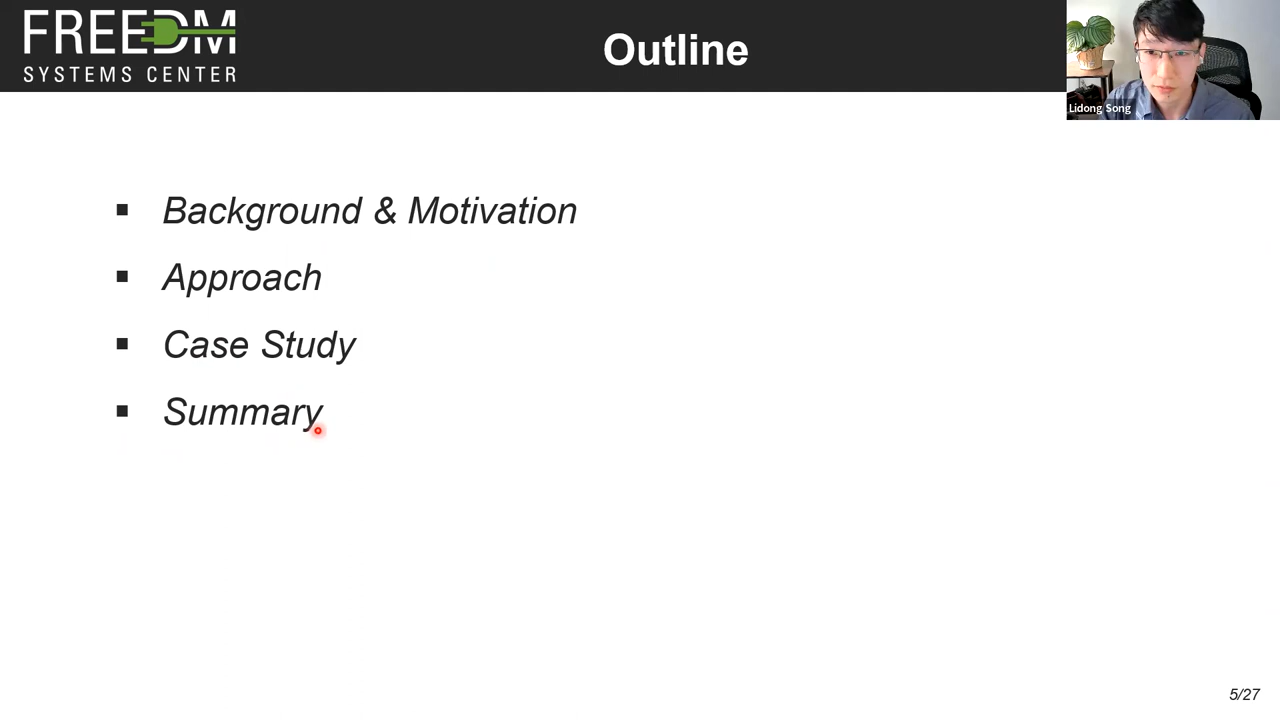 FREEDM
SYSTEMS CENTER
Outline
Lidong Song
▪ Background & Motivation
▪ Approach
▪ Case Study
▪ Summary
5/27